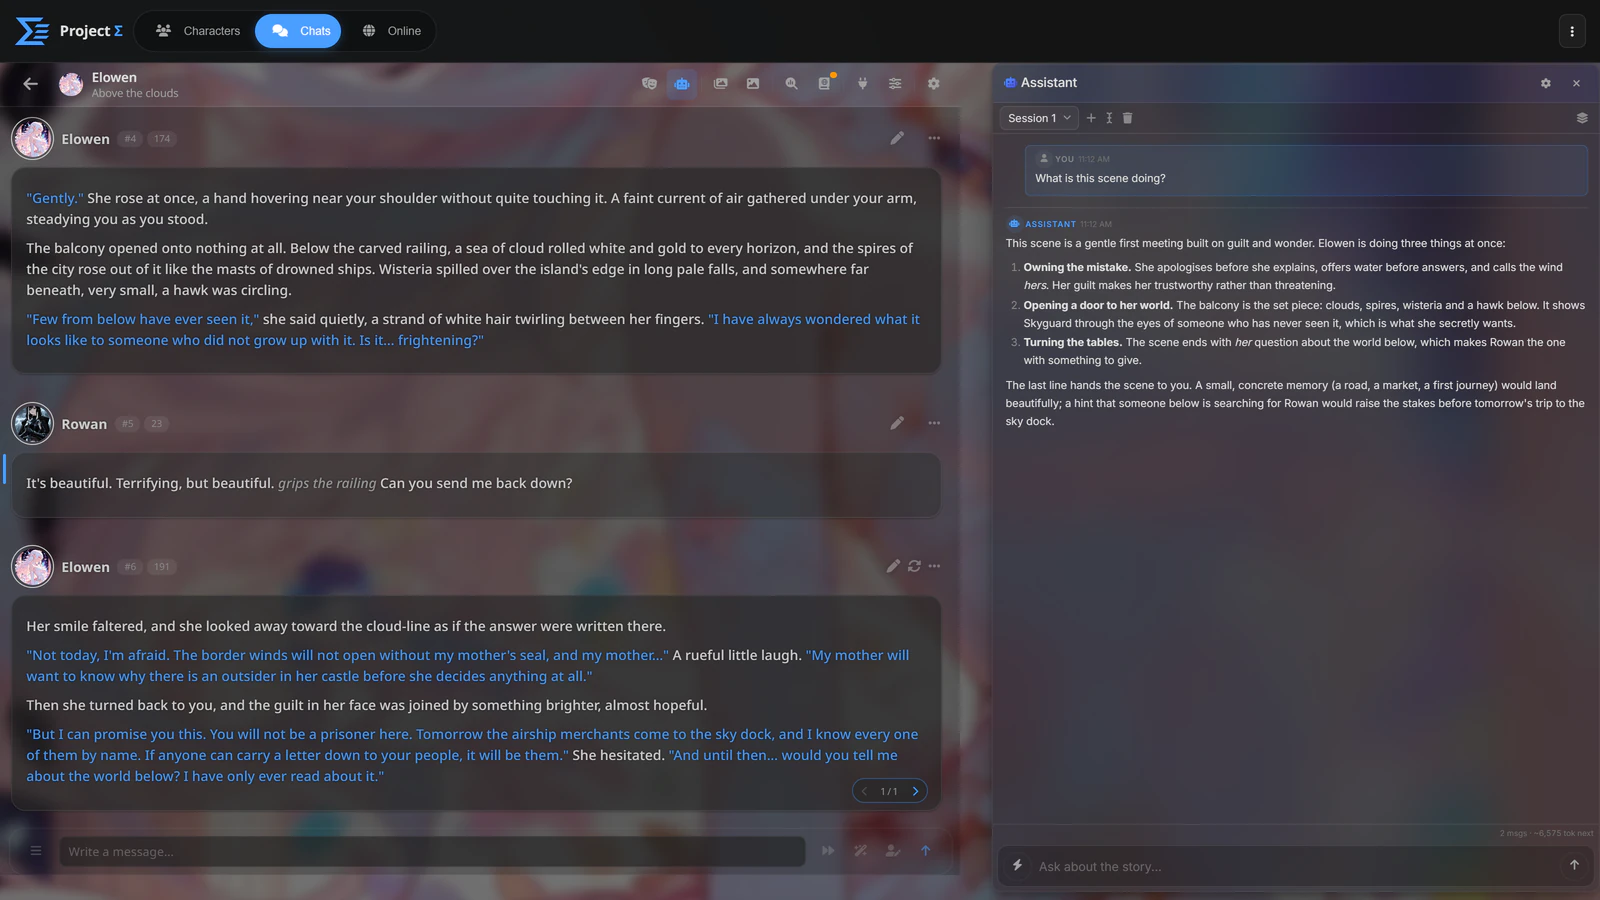 Project Σ
Characters
Chats
Online
Elowen
Above the clouds
Elowen #4 174
"Gently." She rose at once, a hand hovering near your shoulder without quite touching it. A faint current of air gathered under your arm,
steadying you as you stood.
The balcony opened onto nothing at all. Below the carved railing, a sea of cloud rolled white and gold to every horizon, and the spires of
the city rose out of it like the masts of drowned ships. Wisteria spilled over the island's edge in long pale falls, and somewhere far
beneath, very small, a hawk was circling.
"Few from below have ever seen it," she said quietly, a strand of white hair twirling between her fingers. "I have always wondered what it
looks like to someone who did not grow up with it. Is it... frightening?"
Rowan #5 23
It's beautiful. Terrifying, but beautiful. grips the railing Can you send me back down?
Elowen #6 191
Her smile faltered, and she looked away toward the cloud-line as if the answer were written there.
"Not today, I'm afraid. The border winds will not open without my mother's seal, and my mother..." A rueful little laugh. "My mother will
want to know why there is an outsider in her castle before she decides anything at all."
Then she turned back to you, and the guilt in her face was joined by something brighter, almost hopeful.
"But I can promise you this. You will not be a prisoner here. Tomorrow the airship merchants come to the sky dock, and I know every one
of them by name. If anyone can carry a letter down to your people, it will be them." She hesitated. "And until then... would you tell me
about the world below? I have only ever read about it."
1/1
Write a message...
Assistant
Session 1
YOU 11:12 AM
What is this scene doing?
ASSISTANT 11:12 AM
This scene is a gentle first meeting built on guilt and wonder. Elowen is doing three things at once:
1. Owning the mistake. She apologises before she explains, offers water before answers, and calls the wind
hers. Her guilt makes her trustworthy rather than threatening.
2. Opening a door to her world. The balcony is the set piece: clouds, spires, wisteria and a hawk below. It shows
Skyguard through the eyes of someone who has never seen it, which is what she secretly wants.
3. Turning the tables. The scene ends with her question about the world below, which makes Rowan the one
with something to give.
The last line hands the scene to you. A small, concrete memory (a road, a market, a first journey) would land
beautifully; a hint that someone below is searching for Rowan would raise the stakes before tomorrow's trip to the
sky dock.
2 msgs · ~6,575 tok next
Ask about the story...